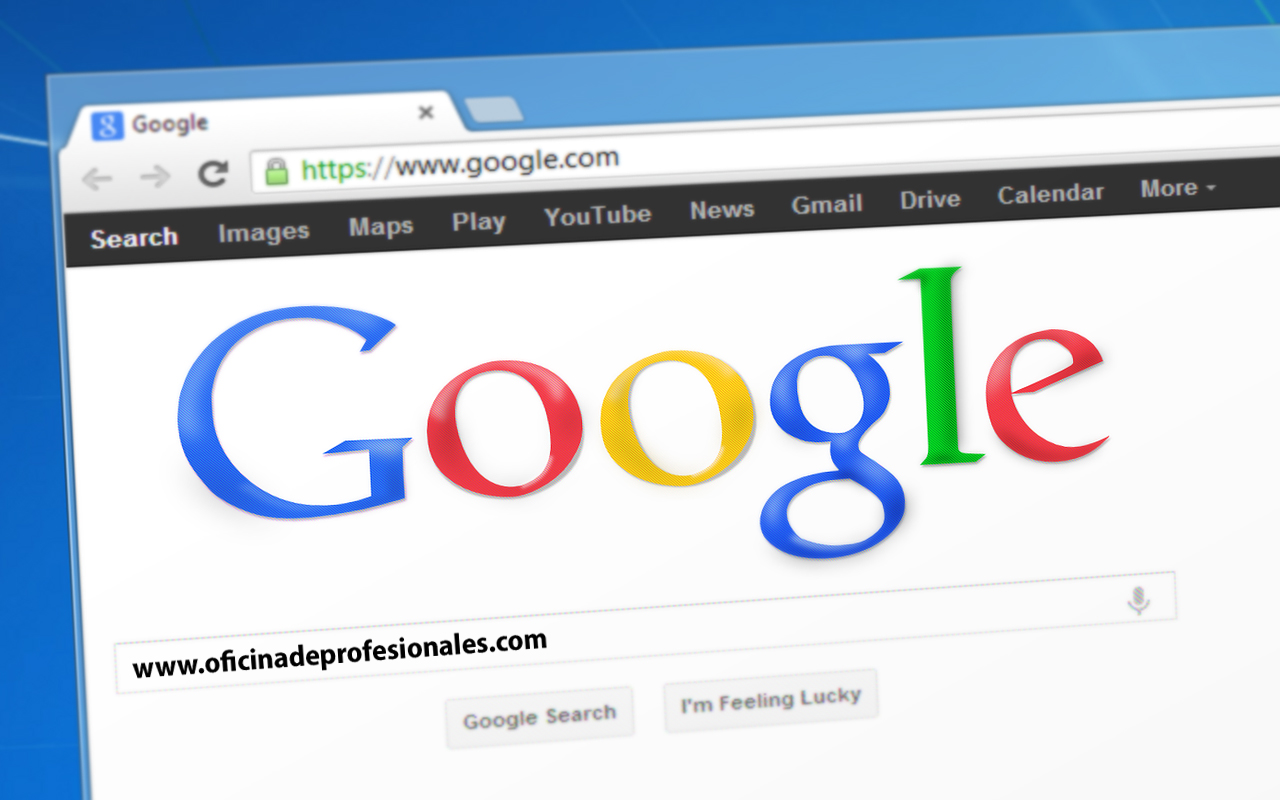 Google
https://www.google.com
Search Images Maps Play YouTube News Gmail Drive Calendar More
Google
www.oficinadeprofesionales.com
Google Search I'm Feeling Lucky